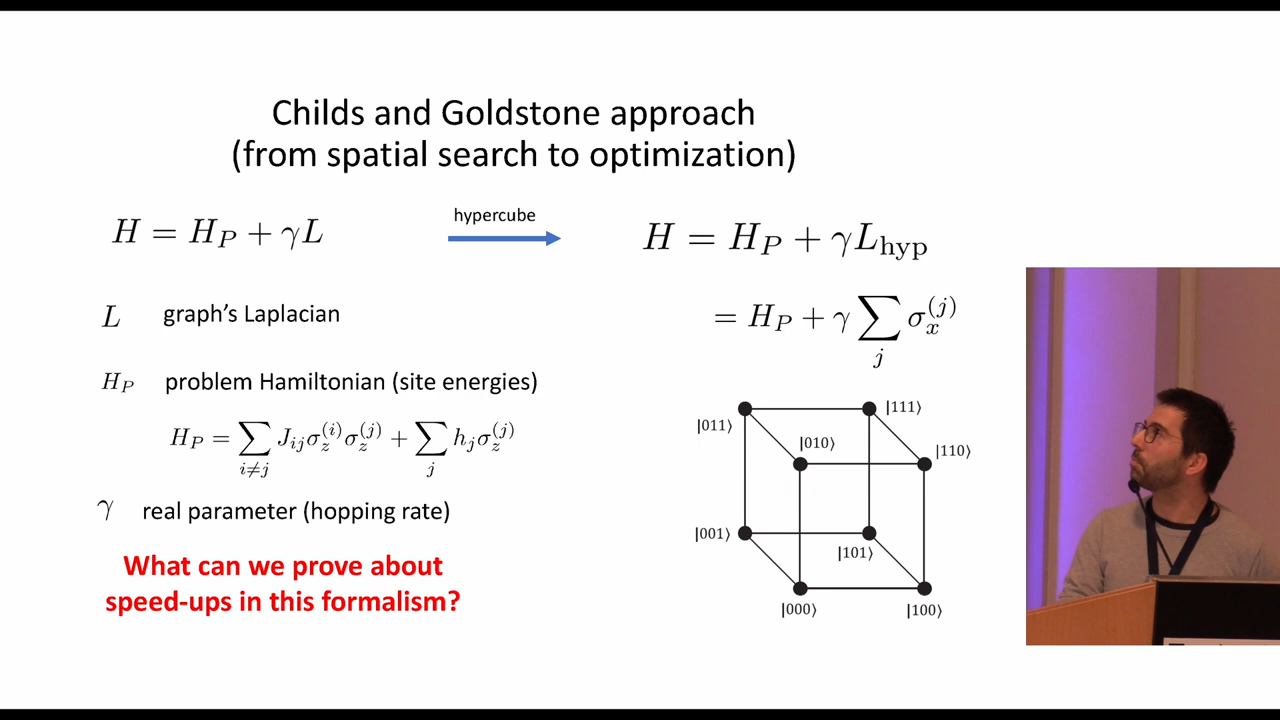 Childs and Goldstone approach
(from spatial search to optimization)
H = H_P + γL
hypercube
H = H_P + γL_hyp
= H_P + γ ∑_j σ_x^(j)
L graph's Laplacian
H_P problem Hamiltonian (site energies)
H_P = ∑_{i≠j} J_ij σ_z^(i) σ_z^(j) + ∑_j h_j σ_z^(j)
γ real parameter (hopping rate)
What can we prove about
speed-ups in this formalism?
|011⟩
|111⟩
|010⟩
|110⟩
|001⟩
|101⟩
|000⟩
|100⟩